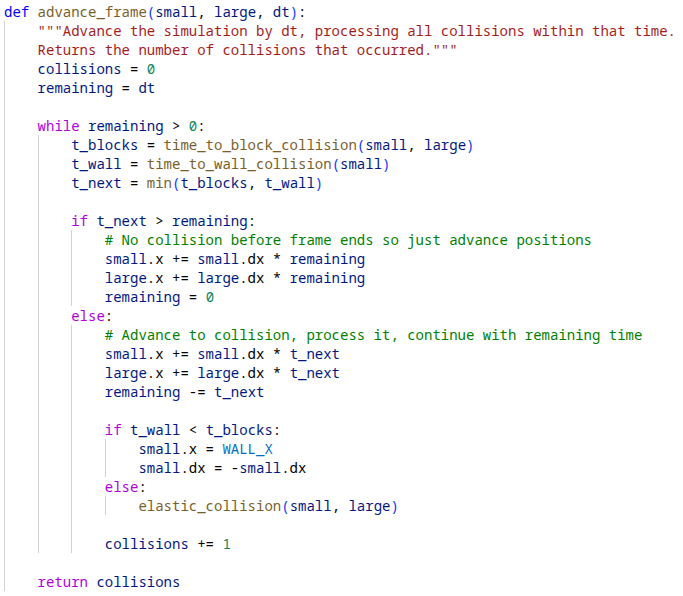 def advance_frame(small, large, dt):
    """Advance the simulation by dt, processing all collisions within that time.
    Returns the number of collisions that occurred."""
    collisions = 0
    remaining = dt

    while remaining > 0:
        t_blocks = time_to_block_collision(small, large)
        t_wall = time_to_wall_collision(small)
        t_next = min(t_blocks, t_wall)

        if t_next > remaining:
            # No collision before frame ends so just advance positions
            small.x += small.dx * remaining
            large.x += large.dx * remaining
            remaining = 0
        else:
            # Advance to collision, process it, continue with remaining time
            small.x += small.dx * t_next
            large.x += large.dx * t_next
            remaining -= t_next

            if t_wall < t_blocks:
                small.x = WALL_X
                small.dx = -small.dx
            else:
                elastic_collision(small, large)

            collisions += 1

    return collisions